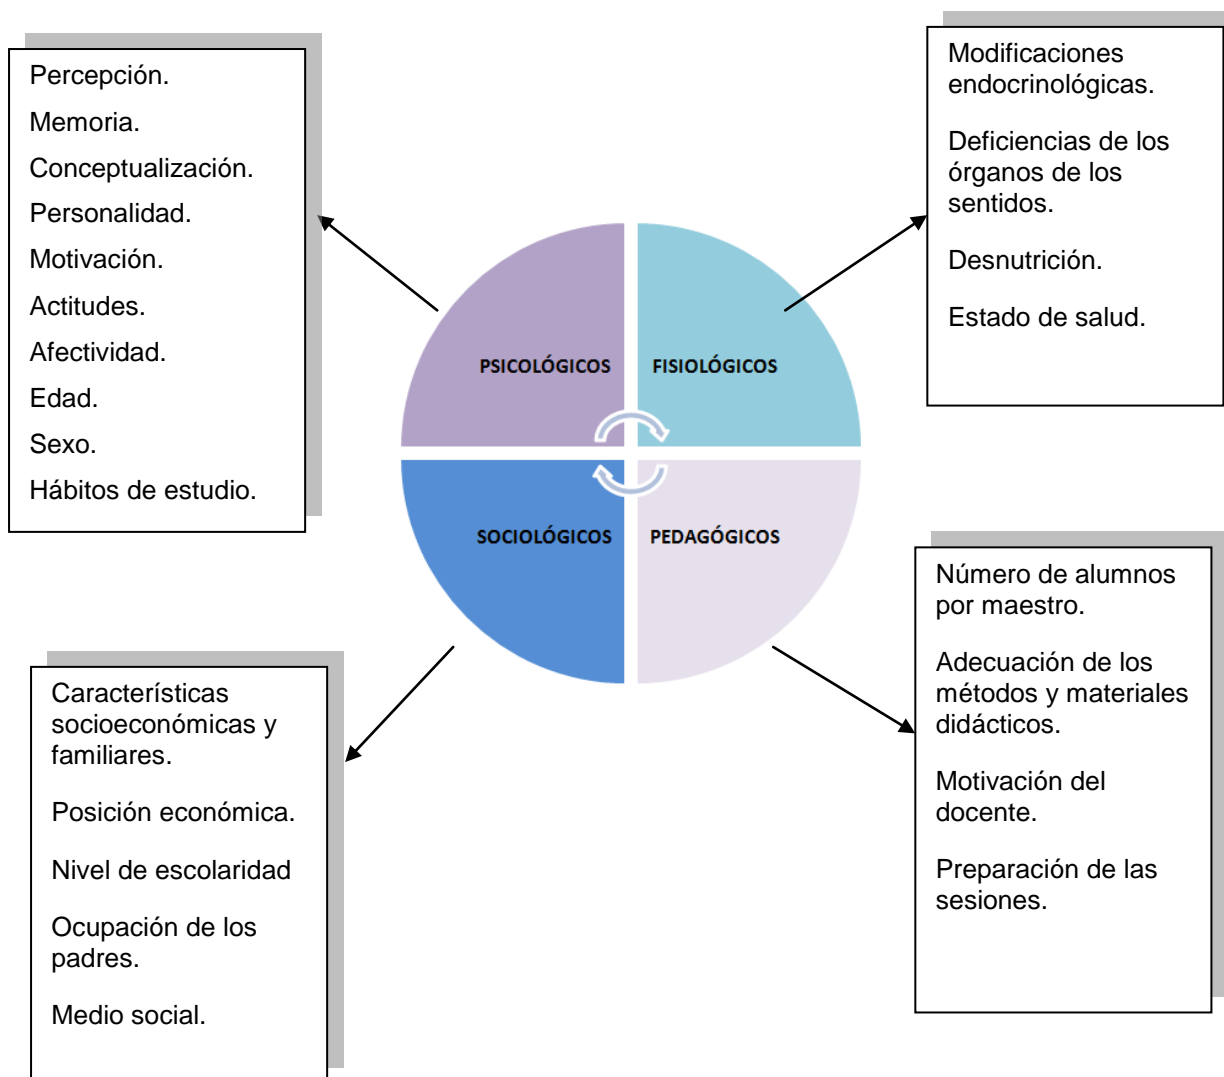 Percepción.
Memoria.
Conceptualización.
Personalidad.
Motivación.
Actitudes.
Afectividad.
Edad.
Sexo.
Hábitos de estudio.
Modificaciones
endocrinológicas.
Deficiencias de los
órganos de los
sentidos.
Desnutrición.
Estado de salud.
PSICOLÓGICOS
FISIOLÓGICOS
SOCIOLÓGICOS
PEDAGÓGICOS
Característísticas
socioeconómicas y
familiares.
Posición económica.
Nivel de escolaridad
Ocupación de los
padres.
Medio social.
Número de alumnos
por maestro.
Adecuación de los
métodos y materiales
didácticos.
Motivación del
docente.
Preparación de las
sesiones.